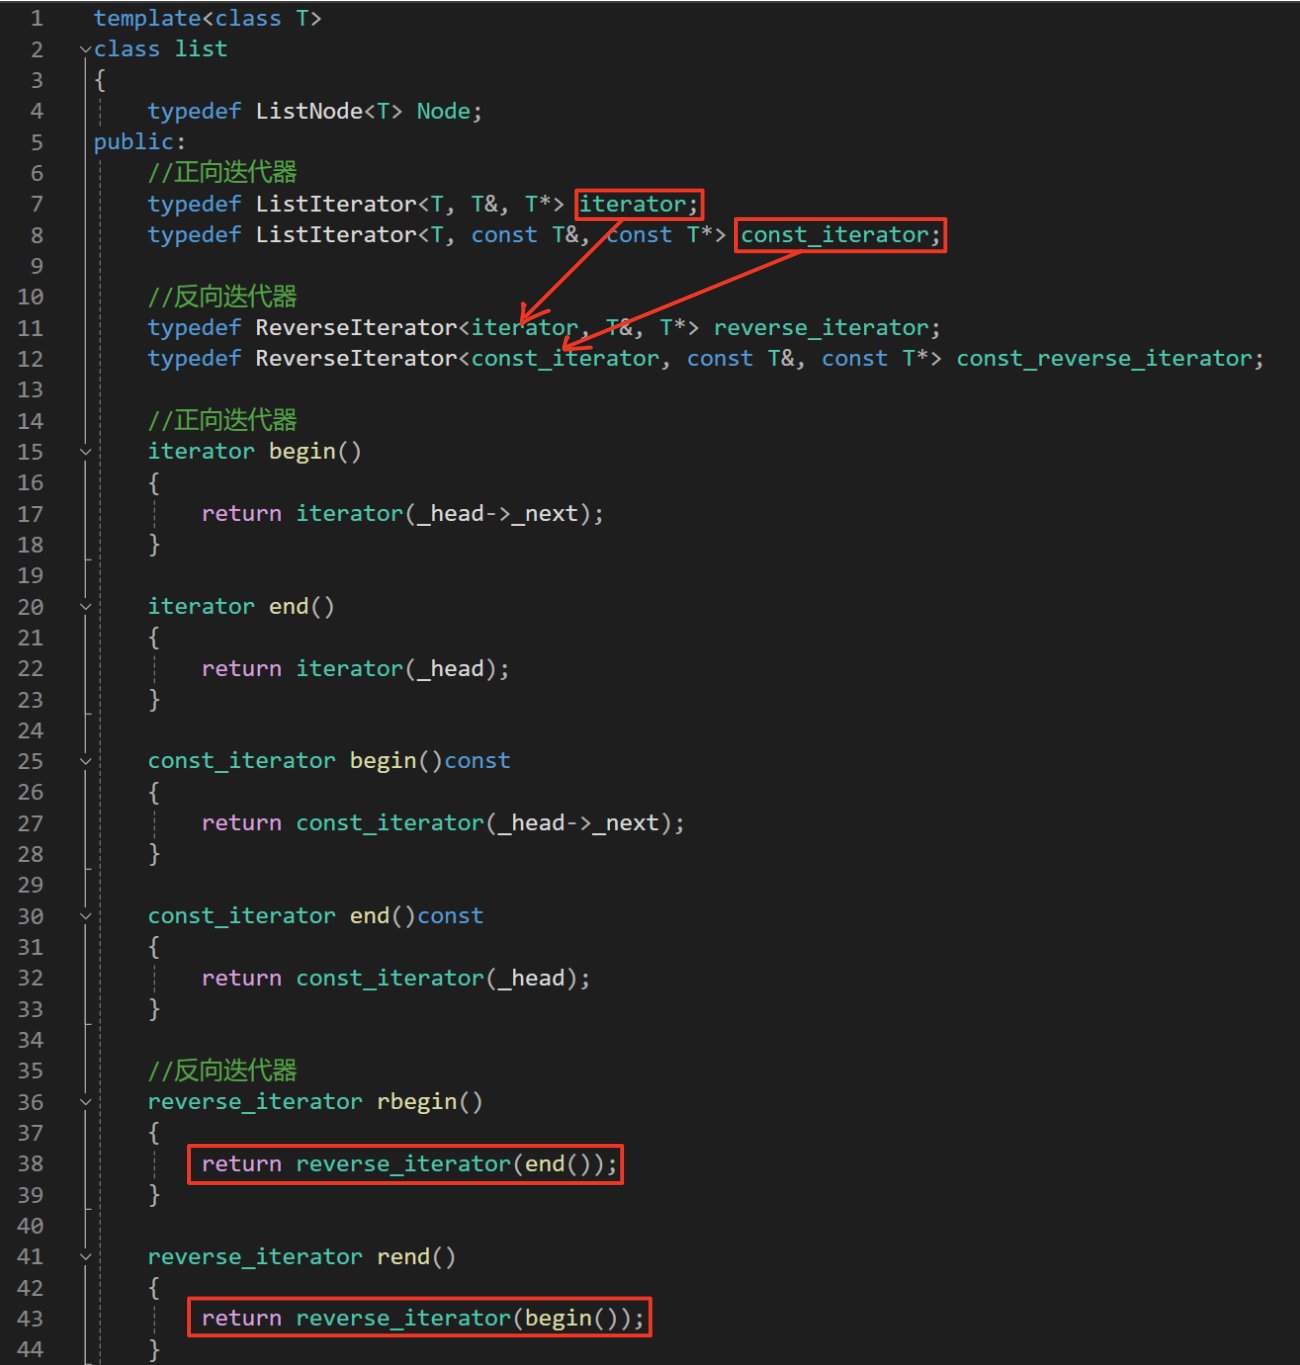 1 template<class T>
2 class list
3 {
4 typedef ListNode<T> Node;
5 public:
6 //正向迭代器
7 typedef ListIterator<T, T&, T*> iterator;
8 typedef ListIterator<T, const T&, const T*> const_iterator;
9
10 //反向迭代器
11 typedef ReverseIterator<iterator, T&, T*> reverse_iterator;
12 typedef ReverseIterator<const_iterator, const T&, const T*> const_reverse_iterator;
13
14 //正向迭代器
15 iterator begin()
16 {
17 return iterator(_head->_next);
18 }
19
20 iterator end()
21 {
22 return iterator(_head);
23 }
24
25 const_iterator begin()const
26 {
27 return const_iterator(_head->_next);
28 }
29
30 const_iterator end()const
31 {
32 return const_iterator(_head);
33 }
34
35 //反向迭代器
36 reverse_iterator rbegin()
37 {
38 return reverse_iterator(end());
39 }
40
41 reverse_iterator rend()
42 {
43 return reverse_iterator(begin());
44 }